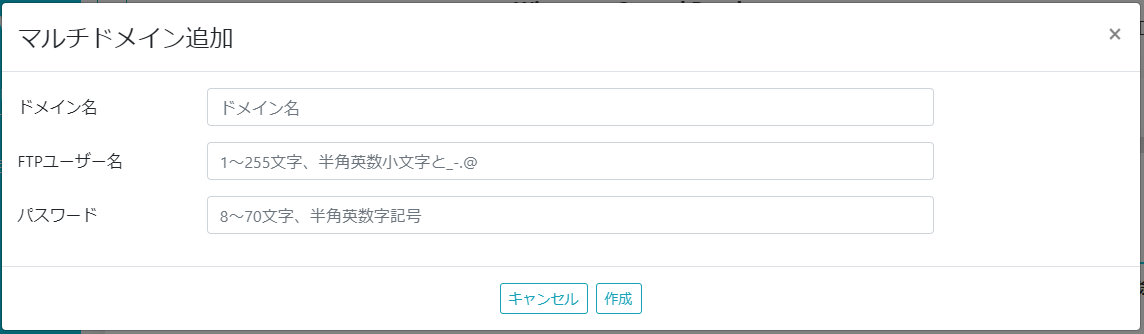 マルチドメイン追加
×
ドメイン名
ドメイン名
FTPユーザー名
1～255文字、半角英数小文字と_-.@
パスワード
8～70文字、半角英数字記号
キャンセル
作成